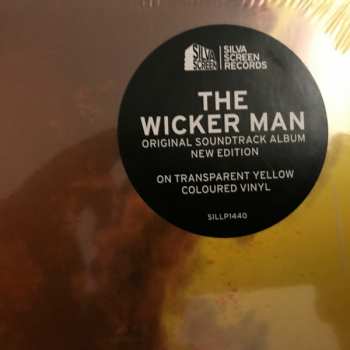 SILVA
SCREEN
SILVA
SCREEN
RECORDS
THE
WICKER MAN
ORIGINAL SOUNDTRACK ALBUM
NEW EDITION
ON TRANSPARENT YELLOW
COLOURED VINYL
SILLP1440